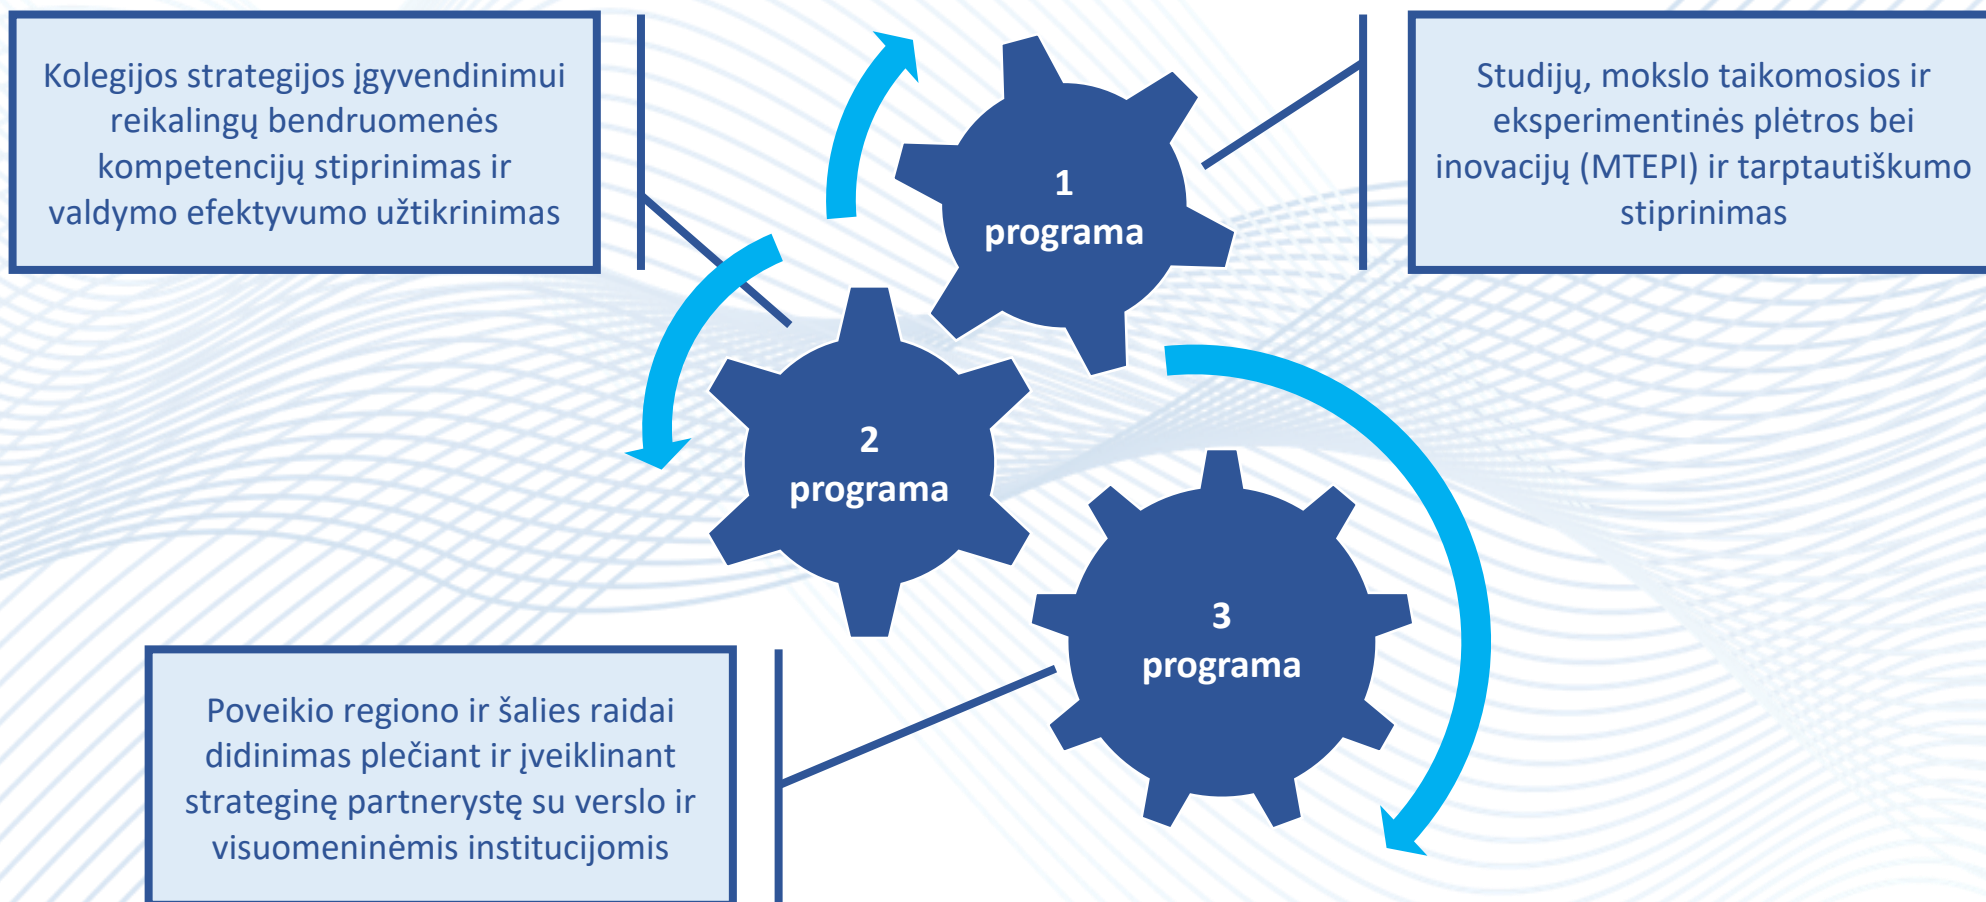 Kolegijos strategijos įgyvendinimui
reikalingų bendruomenės
kompetencijų stiprinimas ir
valdymo efektyvumo užtikrinimas
1
programa
Studijų, mokslo taikomosios ir
eksperimentinės plėtros bei
inovacijų (MTEPI) ir tarptautiškumo
stiprinimas
2
programa
3
programa
Poveikio regiono ir šalies raidai
didinimas plečiant ir įveiklinant
strateginę partnerystę su verslo ir
visuomeninėmis institucijomis